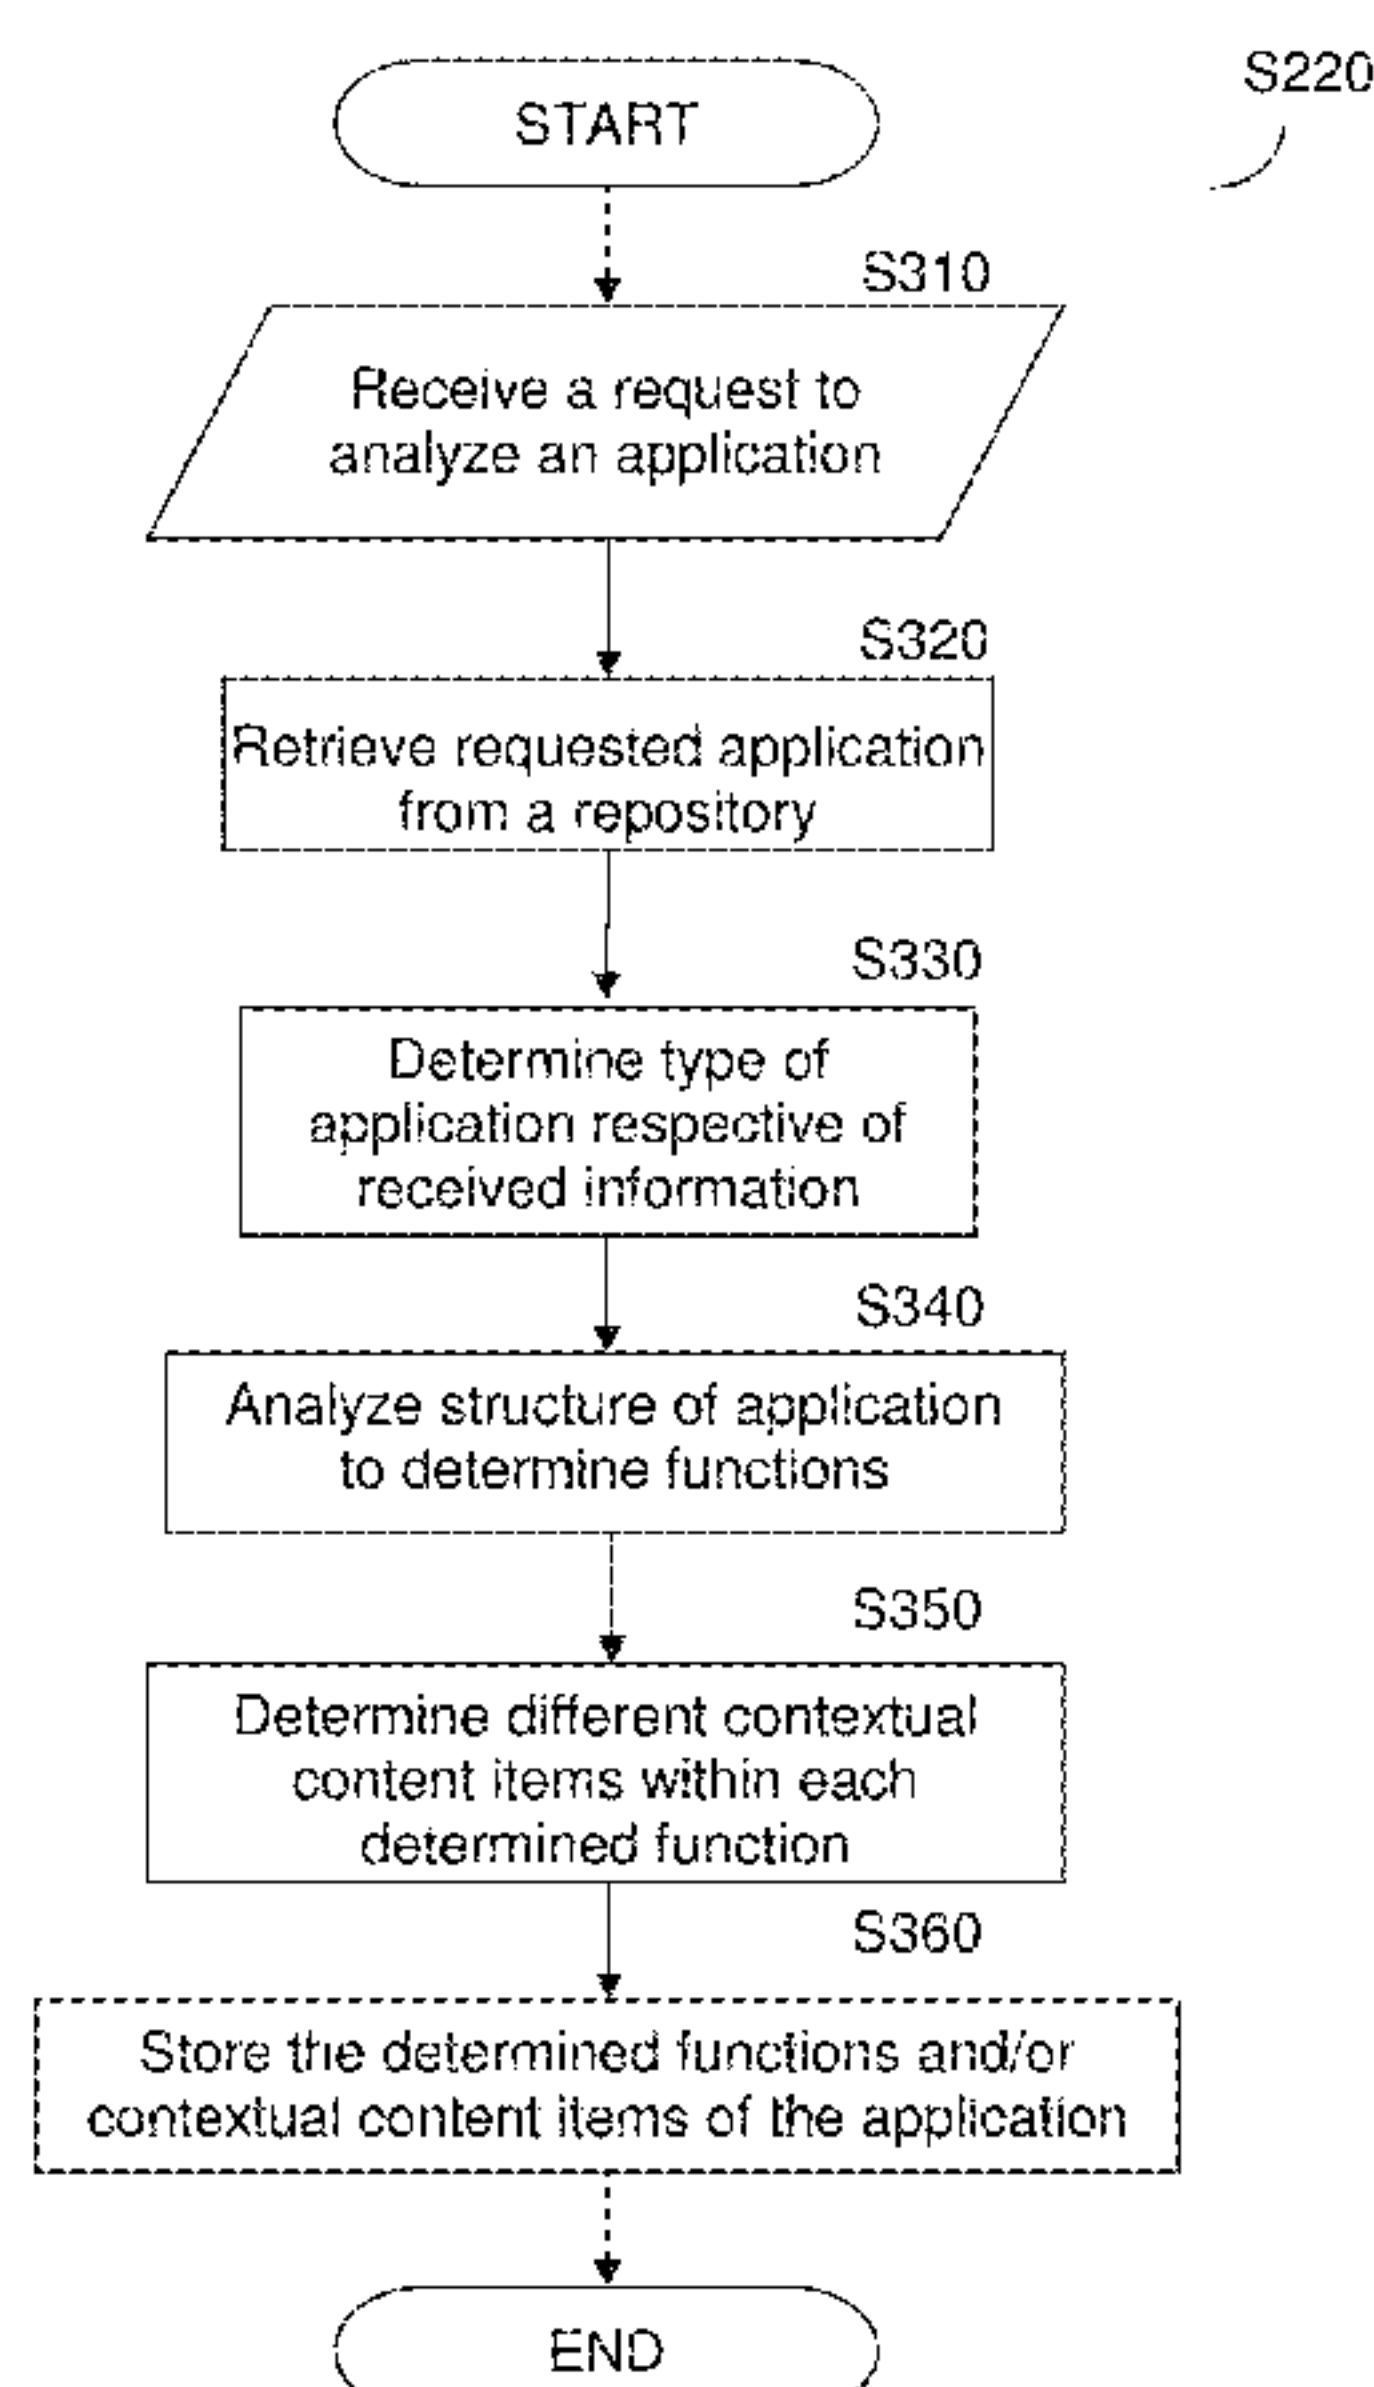 S220
START
S310
Receive a request to
analyze an application
S320
Retrieve requested application
from a repository
S330
Determine type of
application respective of
received information
S340
Analyze structure of application
to determine functions
S350
Determine different contextual
content items within each
determined function
S360
Store the determined functions and/or
contextual content items of the application
END